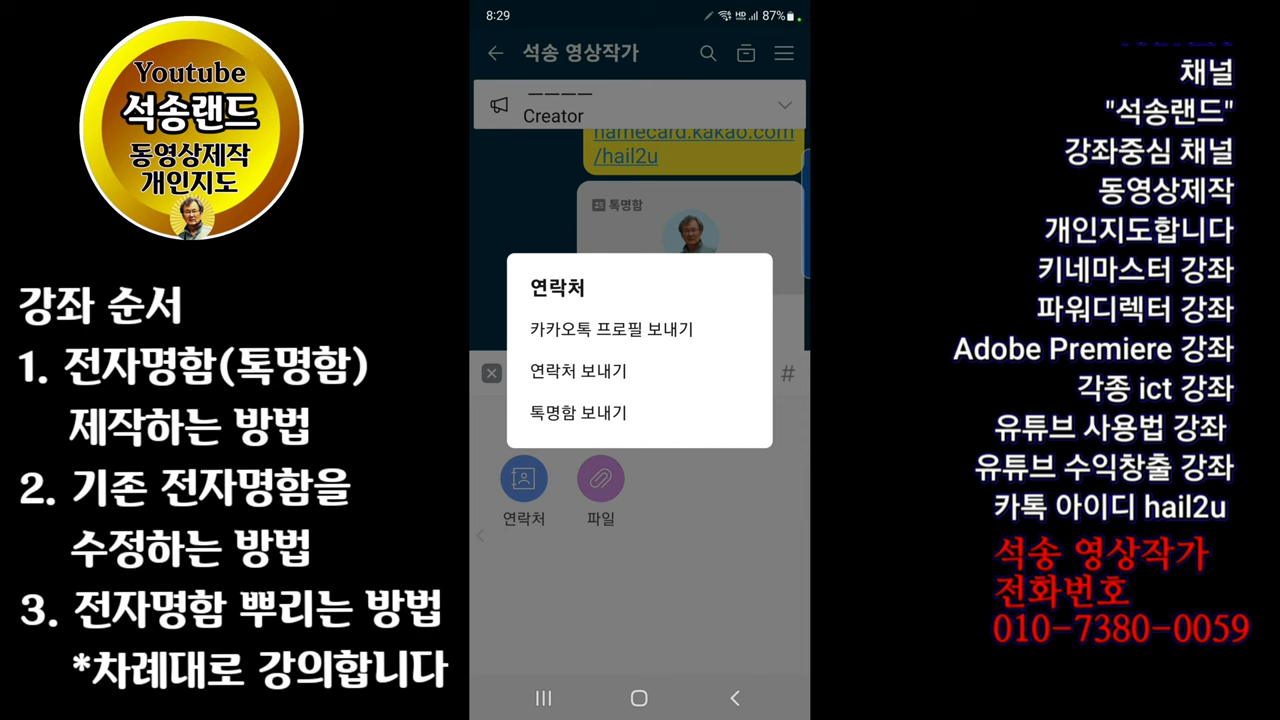 Youtube
석송랜드
동영상제작
개인지도
강좌 순서
1. 전자명함(톡명함)
제작하는 방법
2. 기존 전자명함을
수정하는 방법
3. 전자명함 뿌리는 방법
*차례대로 강의합니다
8:29
87%
석송 영상작가
ㅡㅡㅡㅡ
Creator
namecard.kakao.com
/hail2u
톡명함
연락처
카카오톡 프로필 보내기
연락처 보내기
톡명함 보내기
#
연락처
파일
채널
"석송랜드"
강좌중심 채널
동영상제작
개인지도합니다
키네마스터 강좌
파워디렉터 강좌
Adobe Premiere 강좌
각종 ict 강좌
유튜브 사용법 강좌
유튜브 수익창출 강좌
카톡 아이디 hail2u
석송 영상작가
전화번호
010-7380-0059